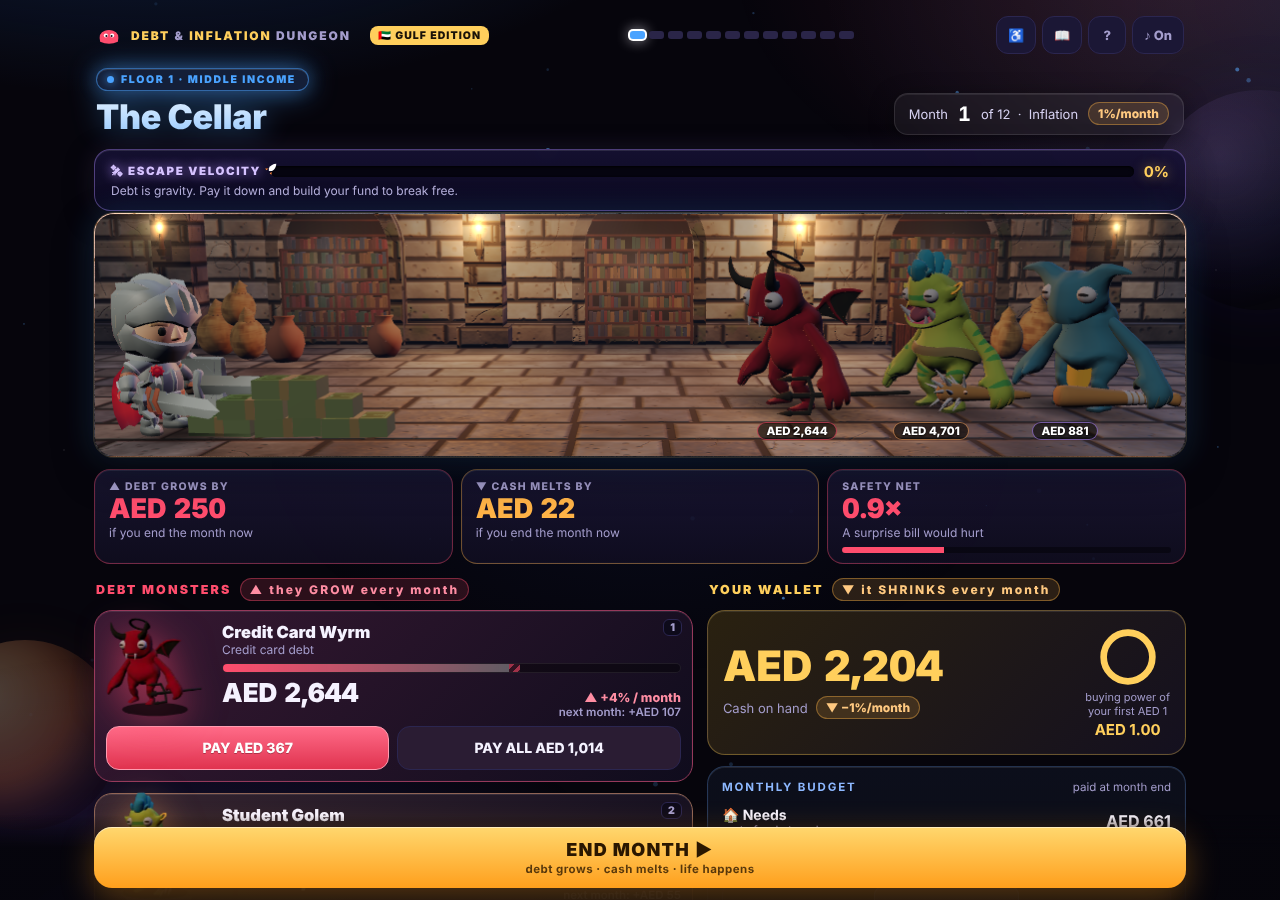 DEBT & INFLATION DUNGEON
🇦🇪 GULF EDITION
♿
📖
?
♪ On
FLOOR 1 · MIDDLE INCOME
The Cellar
Month 1 of 12 · Inflation 1%/month
🛰 ESCAPE VELOCITY
0%
Debt is gravity. Pay it down and build your fund to break free.
AED 2,644
AED 4,701
AED 881
▲ DEBT GROWS BY
AED 250
if you end the month now
▼ CASH MELTS BY
AED 22
if you end the month now
SAFETY NET
0.9×
A surprise bill would hurt
DEBT MONSTERS
▲ they GROW every month
Credit Card Wyrm
1
Credit card debt
AED 2,644
▲ +4% / month
next month: +AED 107
PAY AED 367
PAY ALL AED 1,014
Student Golem
2
YOUR WALLET
▼ it SHRINKS every month
AED 2,204
Cash on hand
▼ −1%/month
buying power of
your first AED 1
AED 1.00
MONTHLY BUDGET
paid at month end
🏠 Needs
AED 661
END MONTH ▶
debt grows · cash melts · life happens